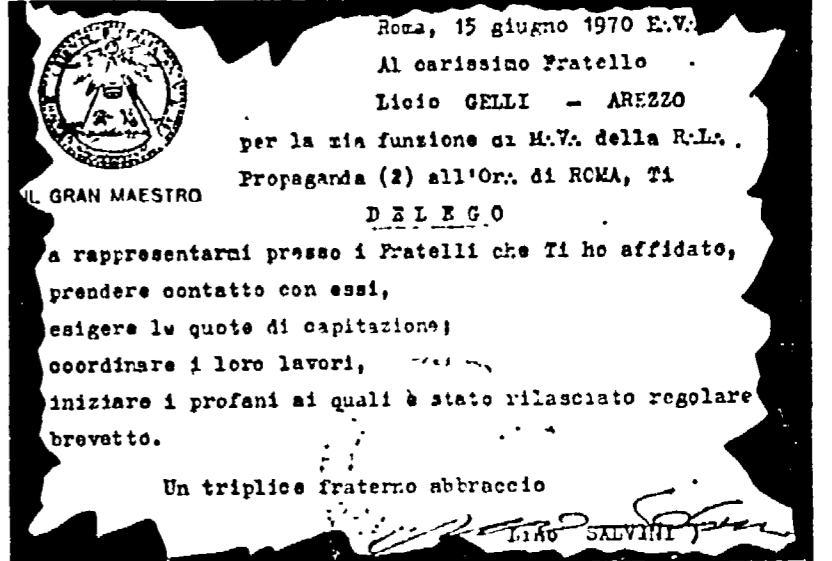 Roma, 15 giugno 1970 E∴V∴
Al carissimo Fratello
Licio GELLI — AREZZO
per la mia funzione di M∴V∴ della R∴L∴
Propaganda (2) all'Or∴ di ROMA, Ti
IL GRAN MAESTRO
DELEGO
a rappresentarmi presso i Fratelli che Ti ho affidato,
prendere contatto con essi,
esigere le quote di capitazione;
coordinare i loro lavori,
iniziare i profani ai quali è stato rilasciato regolare
brevetto.
Un triplice fraterno abbraccio
Lino SALVINI